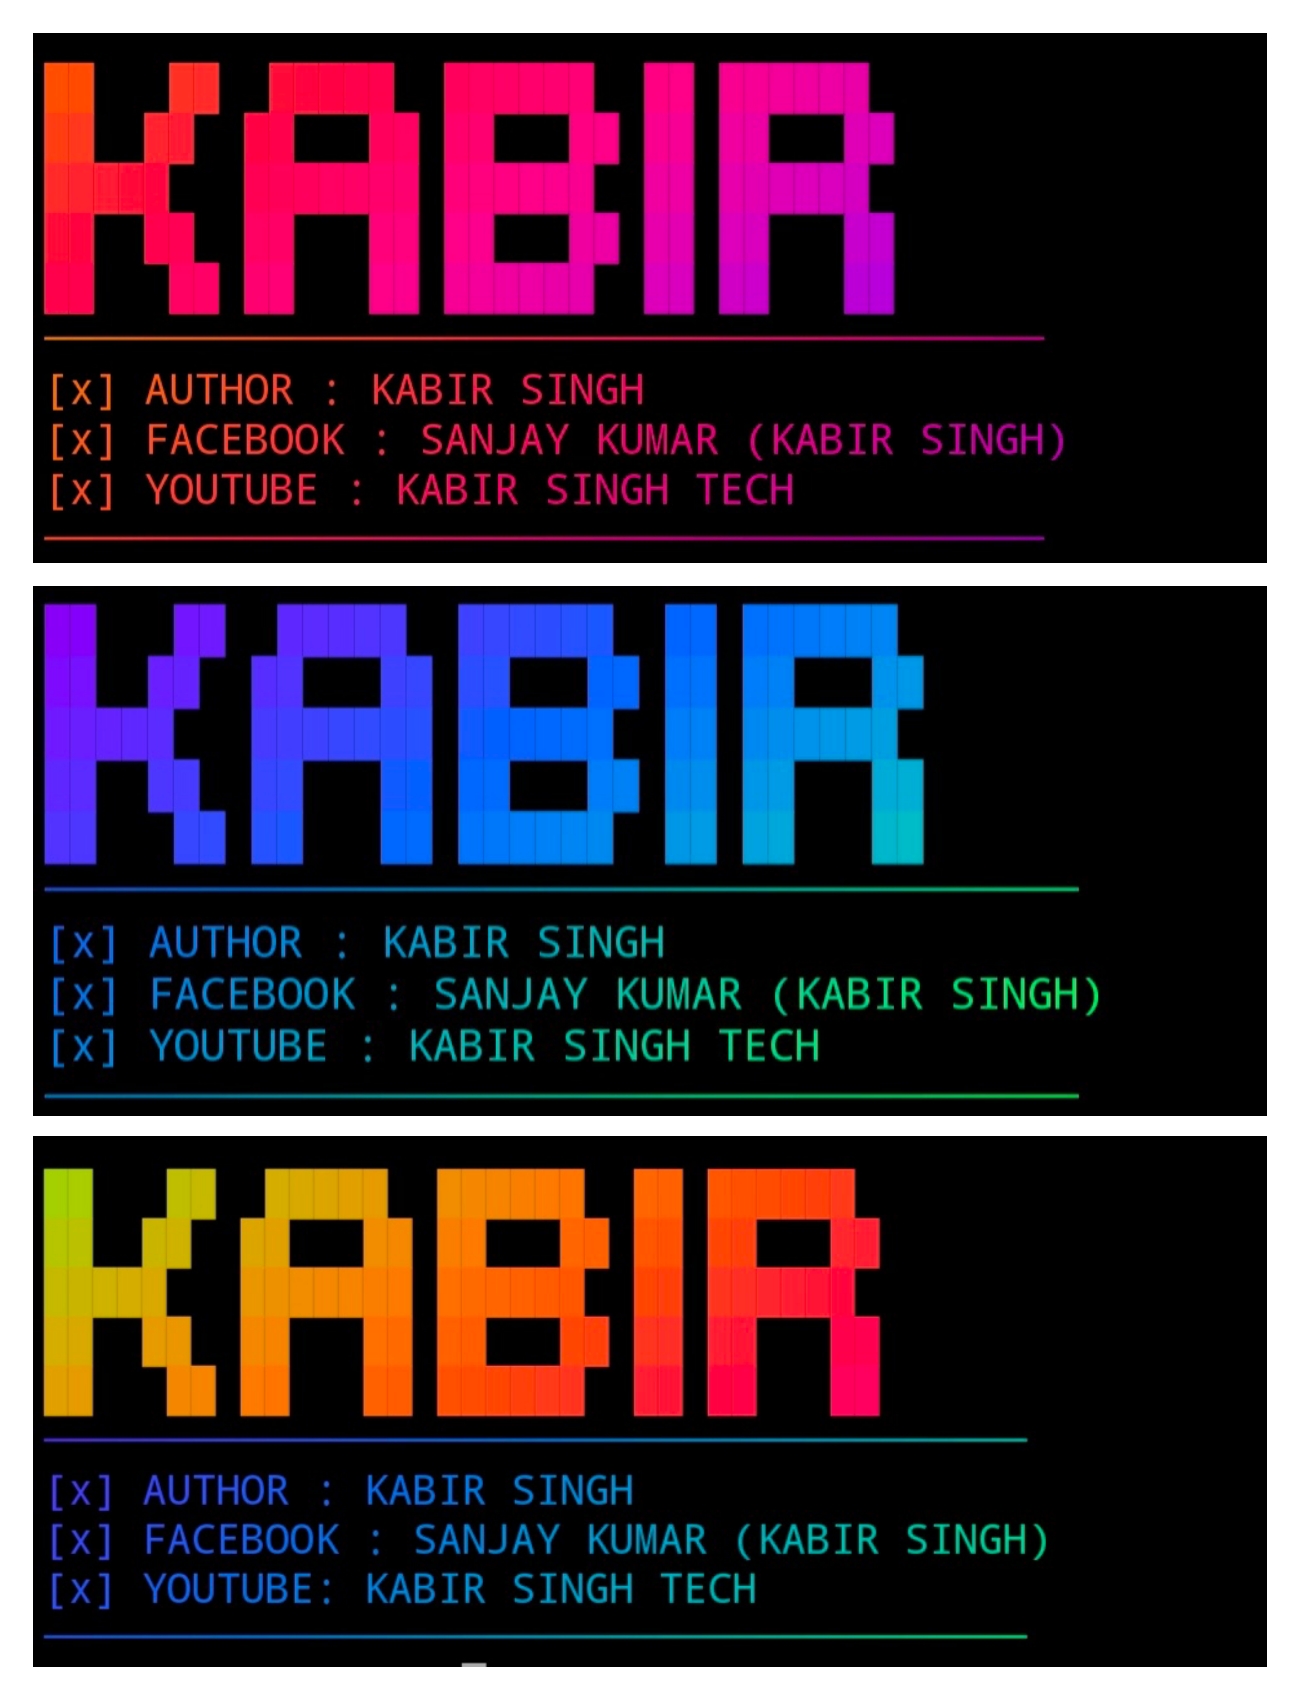 KABIR
[x] AUTHOR : KABIR SINGH
[x] FACEBOOK : SANJAY KUMAR (KABIR SINGH)
[x] YOUTUBE : KABIR SINGH TECH
KABIR
[x] AUTHOR : KABIR SINGH
[x] FACEBOOK : SANJAY KUMAR (KABIR SINGH)
[x] YOUTUBE : KABIR SINGH TECH
KABIR
[x] AUTHOR : KABIR SINGH
[x] FACEBOOK : SANJAY KUMAR (KABIR SINGH)
[x] YOUTUBE: KABIR SINGH TECH